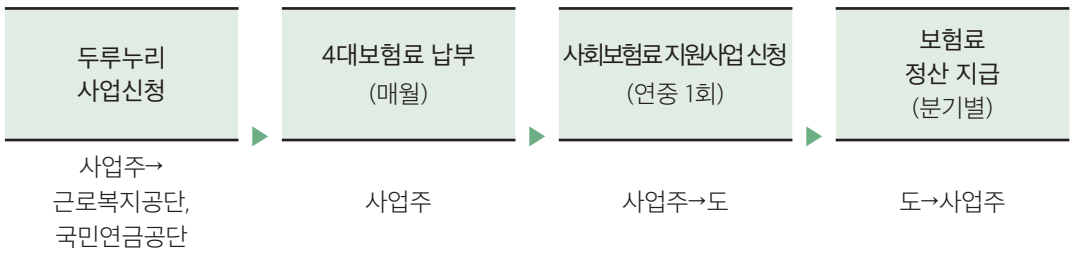 두루누리
사업신청
4대보험료 납부
(매월)
사회보험료 지원사업 신청
(연중 1회)
보험료
정산 지급
(분기별)
사업주→
근로복지공단,
국민연금공단
사업주
사업주→도
도→사업주